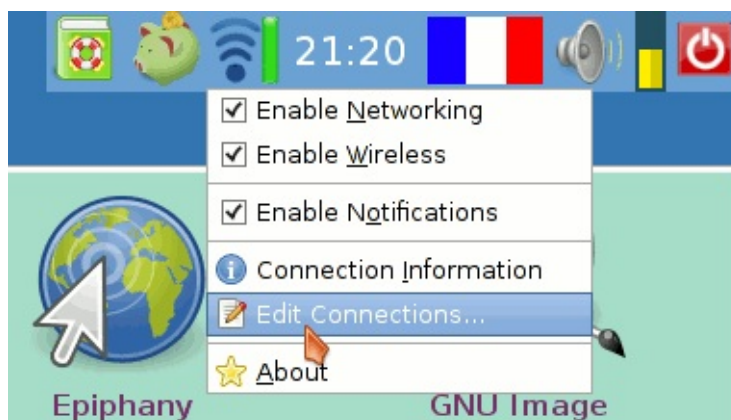 21:20
Enable Networking
Enable Wireless
Enable Notifications
Connection Information
Edit Connections...
About
Epiphany
GNU Image